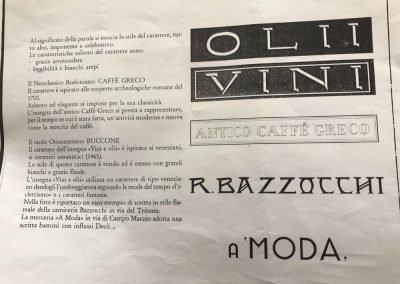 Al significato della parola si associa lo stile del carattere, tut-
to alto, imponente e celebrativo.
Le caratteristiche salienti del carattere sono:
- grazie arrotondate
- leggibilità e bianchi ampi
Il Neoclassico Bodoniano: CAFFÈ GRECO
Il carattere è ispirato alle scoperte archeologiche romane del
1700.
Austero ed elegante si impone per la sua classicità.
L'insegna dell'antico Caffè Greco si presta a rappresentare,
per il tempo in cui è stata fatta, un'attività moderna e nuova
come la mescita del caffè.
Il tardo Ottocentesco: BUCCONE
Il carattere dell'insegna «Vini e olii» è ispirato ai veneziani,
ai caratteri umanistici (1465).
Lo stile di questo carattere è tondo ed è esteso con grandi
bianchi e grazie fluide.
L'insegna «Vini e olii» utilizza un carattere di tipo venezia-
no dandogli l'ombreggiatura seguendo la moda del tempo «l'e-
clettismo» e i caratteri fantasia.
Nella foto è riportato un raro esempio di scritta in stile flo-
reale della camiceria Bazzocchi in via del Tritone.
La merceria «A Moda» in via di Campo Marzio adotta una
scritta bastoni con influssi Decò.
OLII
VINI
ANTICO CAFFÈ GRECO
R.BAZZOCCHI
A'MODA,